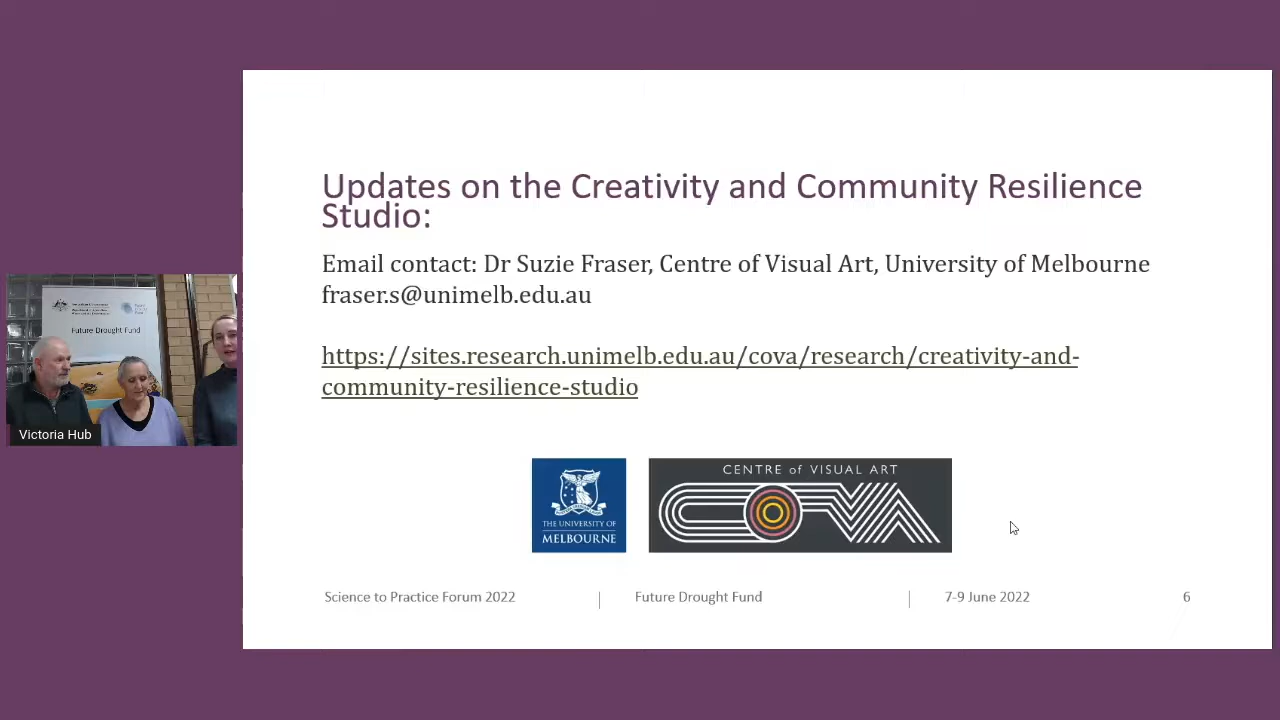 Updates on the Creativity and Community Resilience
Studio:
Email contact: Dr Suzie Fraser, Centre of Visual Art, University of Melbourne
fraser.s@unimelb.edu.au
https://sites.research.unimelb.edu.au/cova/research/creativity-and-
community-resilience-studio
Future Drought Fund
Victoria Hub
THE UNIVERSITY OF
MELBOURNE
CENTRE of VISUAL ART
COVA
Science to Practice Forum 2022
Future Drought Fund
7-9 June 2022
6